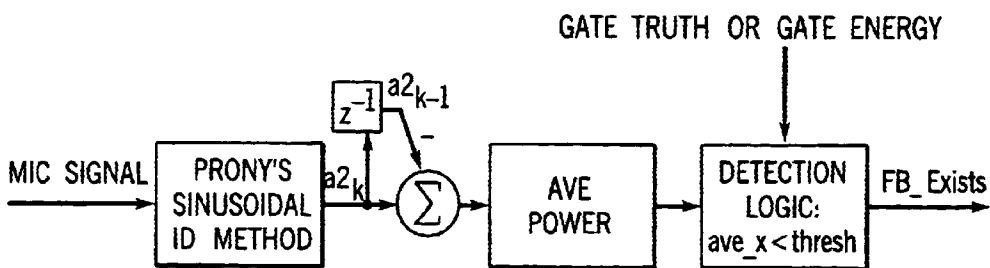 GATE TRUTH OR GATE ENERGY
z⁻¹
a2ₖ₋₁
−
MIC SIGNAL
PRONY'S
SINUSOIDAL
ID METHOD
a2ₖ
Σ
AVE
POWER
DETECTION
LOGIC:
ave_x<thresh
FB_Exists